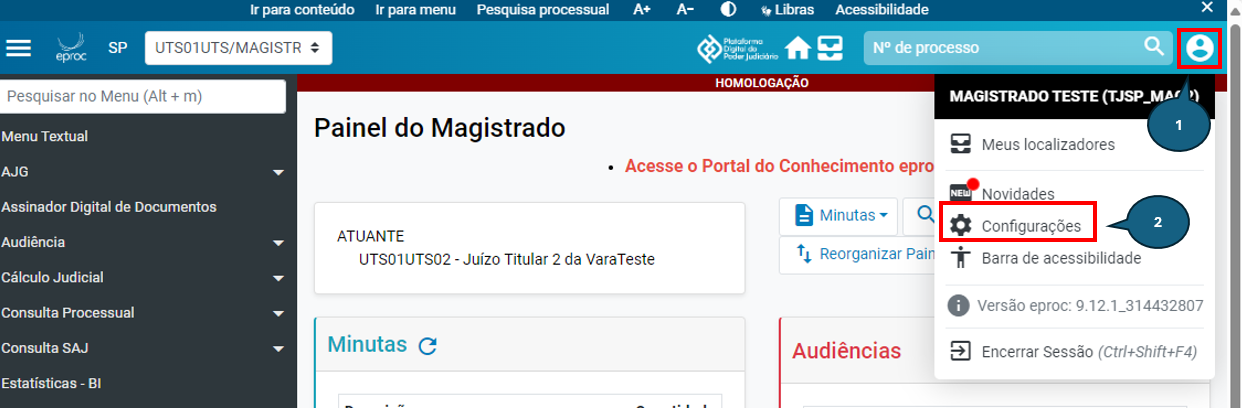 Ir para conteúdo Ir para menu Pesquisa processual A+ A- Libras Acessibilidade
eproc SP UTS01UTS/MAGISTR Plataforma Digital do Poder Judiciário Nº de processo
HOMOLOGAÇÃO
Pesquisar no Menu (Alt + m)
Menu Textual
AJG
Assinador Digital de Documentos
Audiência
Cálculo Judicial
Consulta Processual
Consulta SAJ
Estatísticas - BI
Painel do Magistrado
• Acesse o Portal do Conhecimento epro
ATUANTE
UTS01UTS02 - Juízo Titular 2 da VaraTeste
Minutas
Reorganizar Pain
Minutas
Audiências
MAGISTRADO TESTE (TJSP_MAG2)
1
Meus localizadores
NEW Novidades
Configurações
2
Barra de acessibilidade
Versão eproc: 9.12.1_314432807
Encerrar Sessão (Ctrl+Shift+F4)